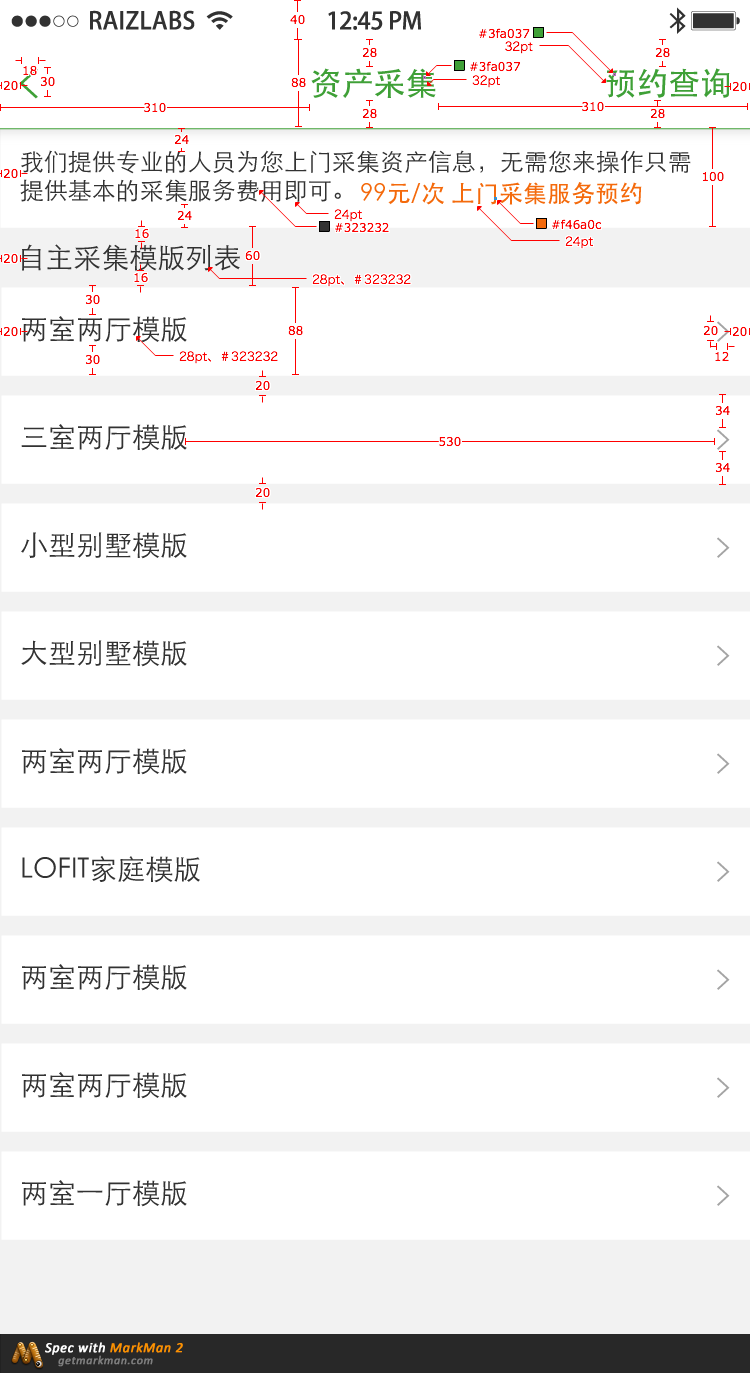 RAIZLABS 12:45 PM
40
#3fa037
32pt
28 28
#3fa037
32pt
18 30 20 88
资产采集 预约查询
20
310 310
28 28
24
我们提供专业的人员为您上门采集资产信息，无需您来操作只需
20 100
提供基本的采集服务费用即可。 99元/次 上门采集服务预约
24 24pt
#323232 #f46a0c
24pt
16
自主采集模版列表
20 60
16 28pt、#323232
30
两室两厅模版
20 88 20 20
30 28pt、#323232 12
20
34
三室两厅模版
530
34
20
小型别墅模版
大型别墅模版
两室两厅模版
LOFIT家庭模版
两室两厅模版
两室两厅模版
两室一厅模版
Spec with MarkMan 2
getmarkman.com